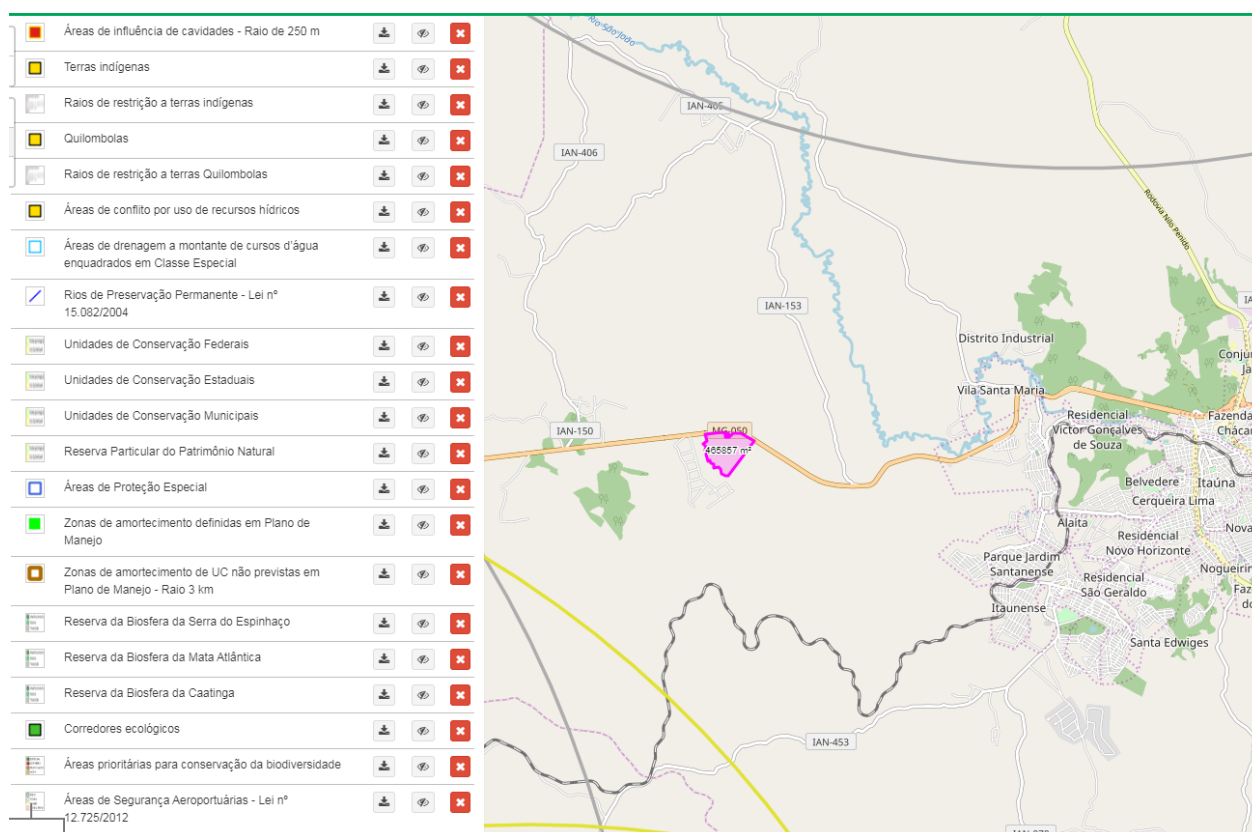 Áreas de influência de cavidades - Raio de 250 m
Terras indígenas
Raios de restrição a terras indígenas
Quilombolas
Raios de restrição a terras Quilombolas
Áreas de conflito por uso de recursos hídricos
Áreas de drenagem a montante de cursos d'água
enquadrados em Classe Especial
Rios de Preservação Permanente - Lei nº
15.082/2004
Unidades de Conservação Federais
Unidades de Conservação Estaduais
Unidades de Conservação Municipais
Reserva Particular do Patrimônio Natural
Áreas de Proteção Especial
Zonas de amortecimento definidas em Plano de
Manejo
Zonas de amortecimento de UC não previstas em
Plano de Manejo - Raio 3 km
Reserva da Biosfera da Serra do Espinhaço
Reserva da Biosfera da Mata Atlântica
Reserva da Biosfera da Caatinga
Corredores ecológicos
Áreas prioritárias para conservação da biodiversidade
Áreas de Segurança Aeroportuárias - Lei nº
12.725/2012
Rio São João
IAN-405
IAN-406
Rodovia Nilo Penido
IAN-153
Distrito Industrial
Vila Santa Maria
IAN-150
MG-050
465857 m²
Residencial
Victor Gonçalves
de Souza
Fazenda
Belvedere
Itaúna
Cerqueira Lima
Alaita
Residencial
Novo Horizonte
Parque Jardim
Santanense
Residencial
São Geraldo
Itaunense
Santa Edwiges
IAN-453